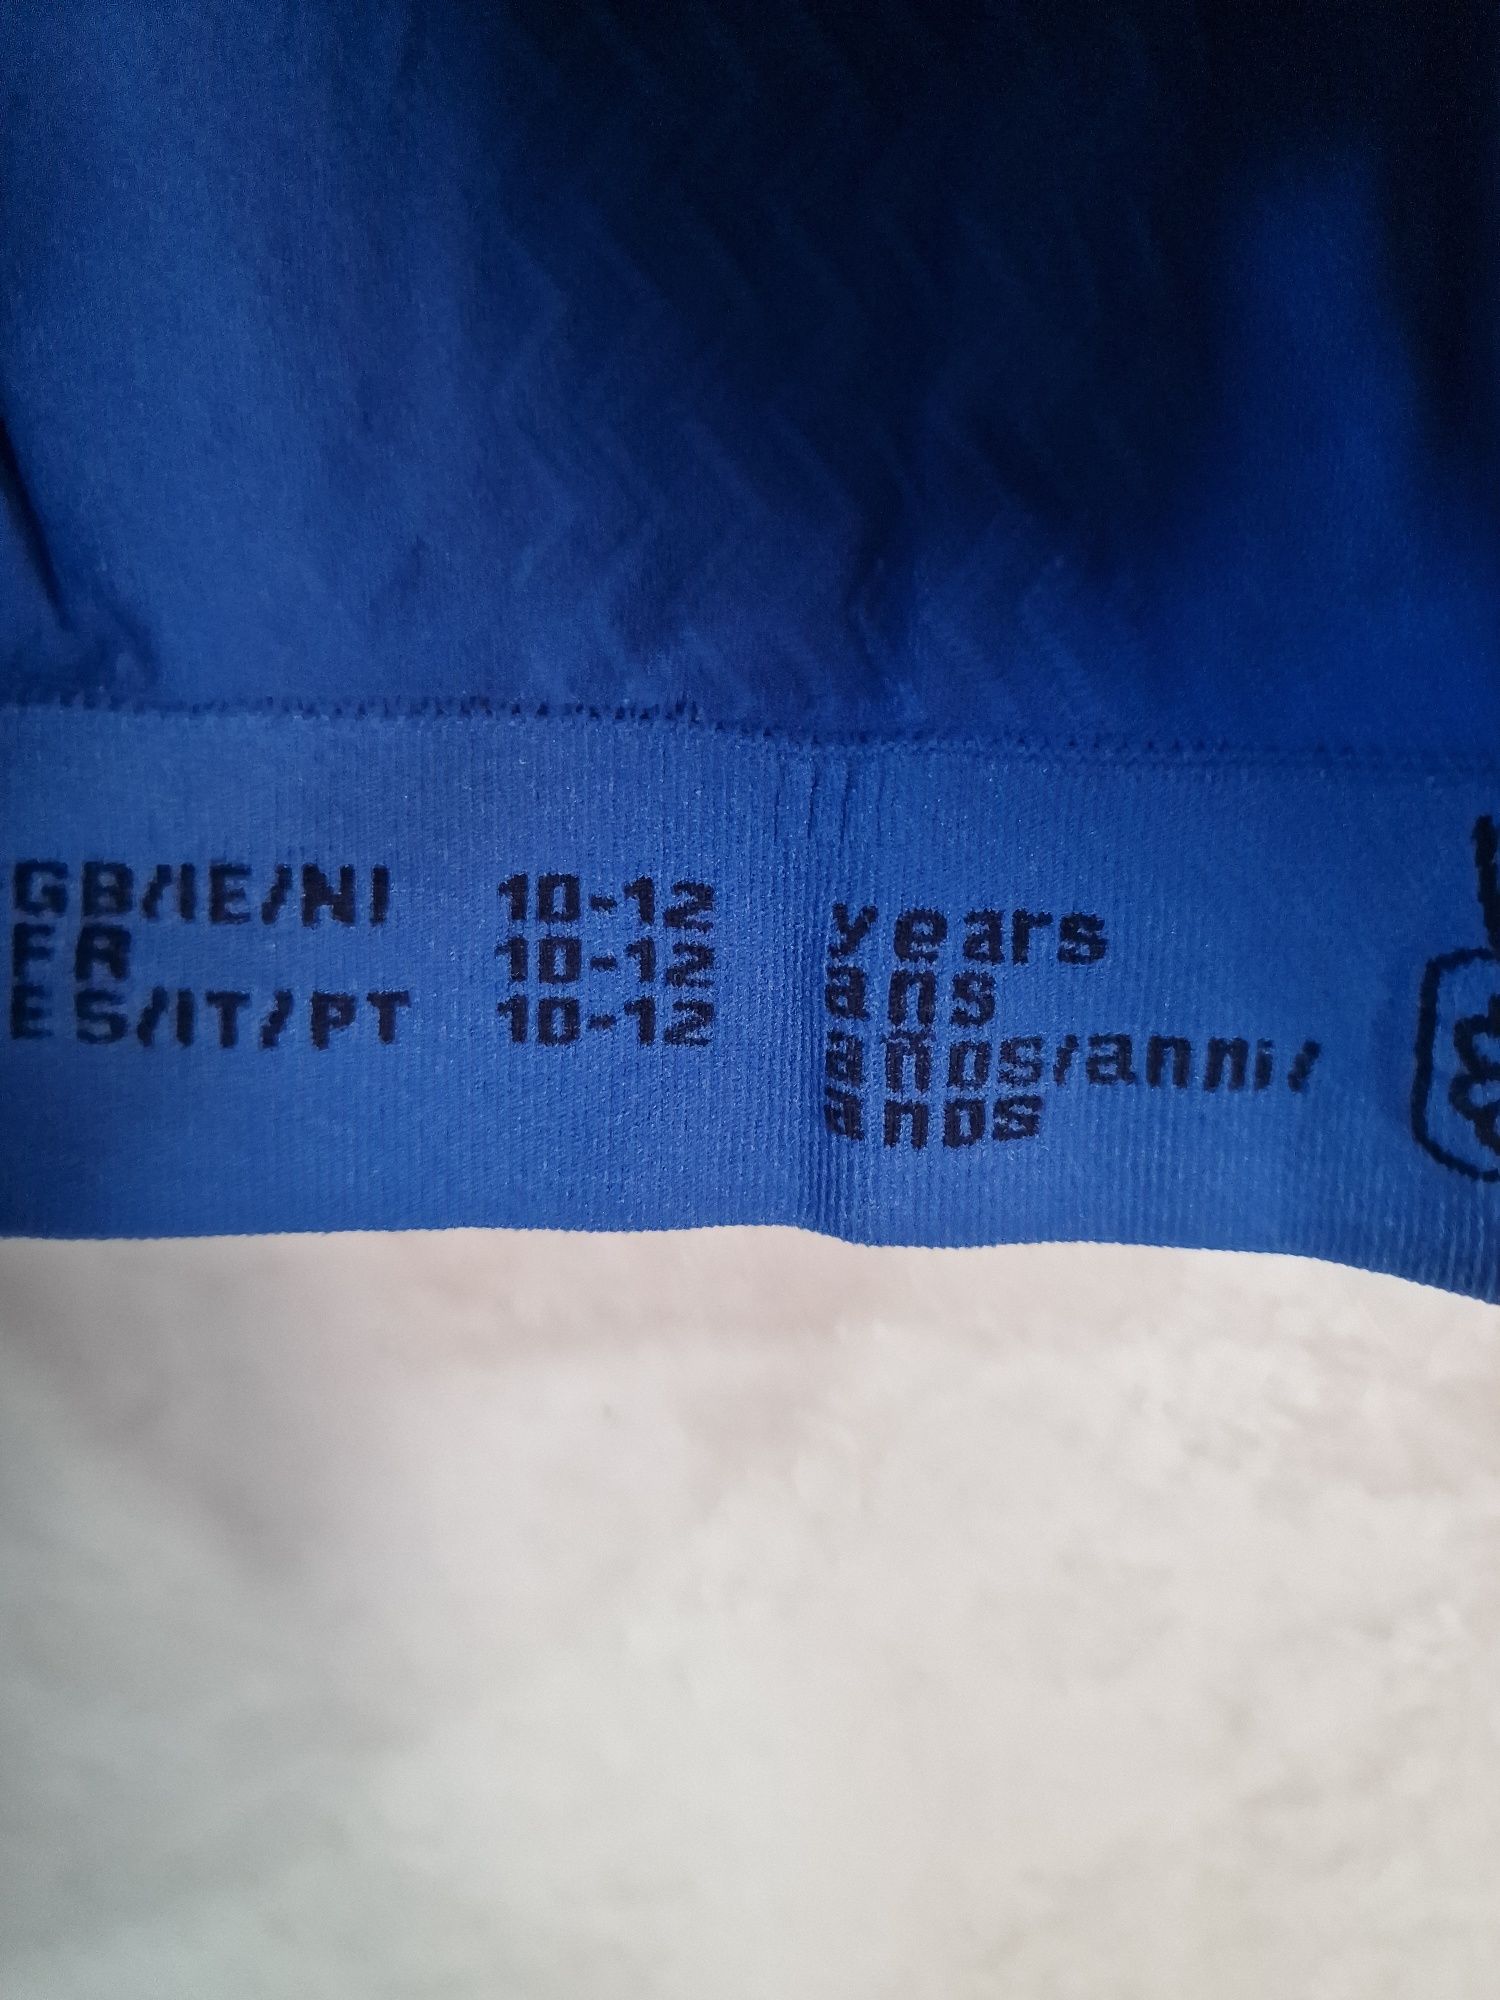 GB/IE/NI 10-12 years
FR 10-12 ans
ES/IT/PT 10-12 años/anni/
anos